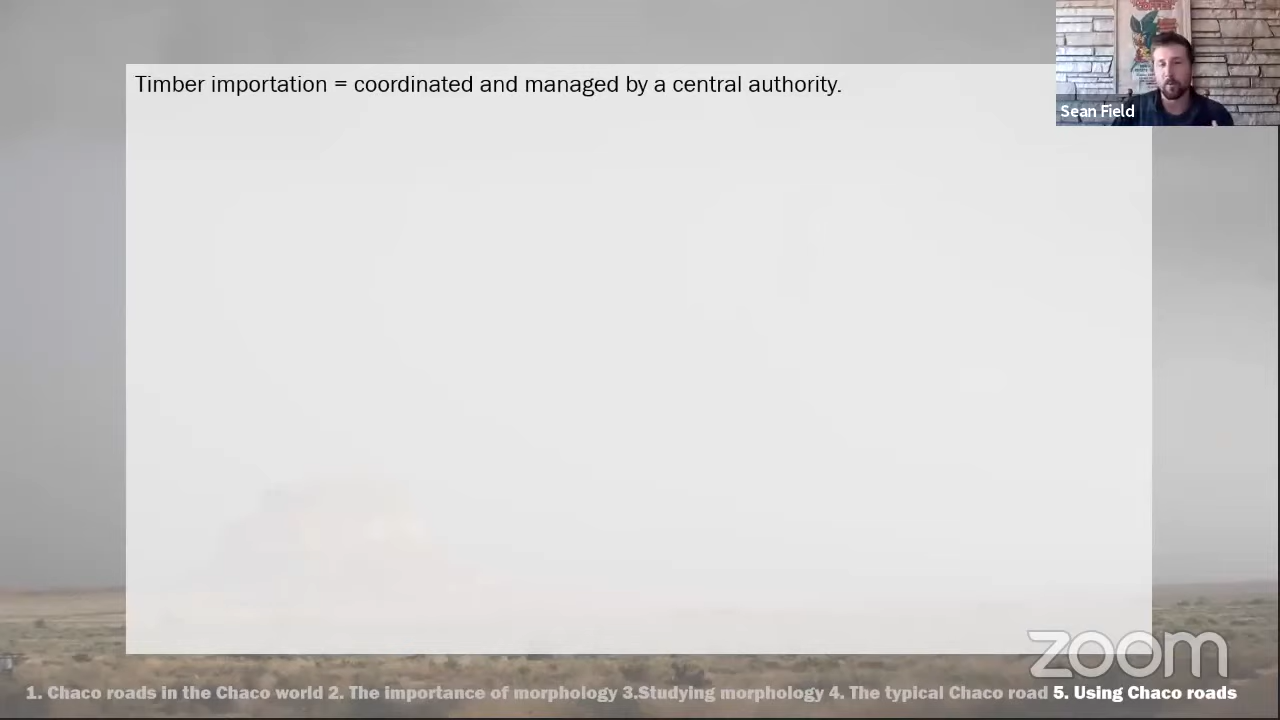 Timber importation = coordinated and managed by a central authority.
Sean Field
zoom
1. Chaco roads in the Chaco world 2. The importance of morphology 3.Studying morphology 4. The typical Chaco road 5. Using Chaco roads